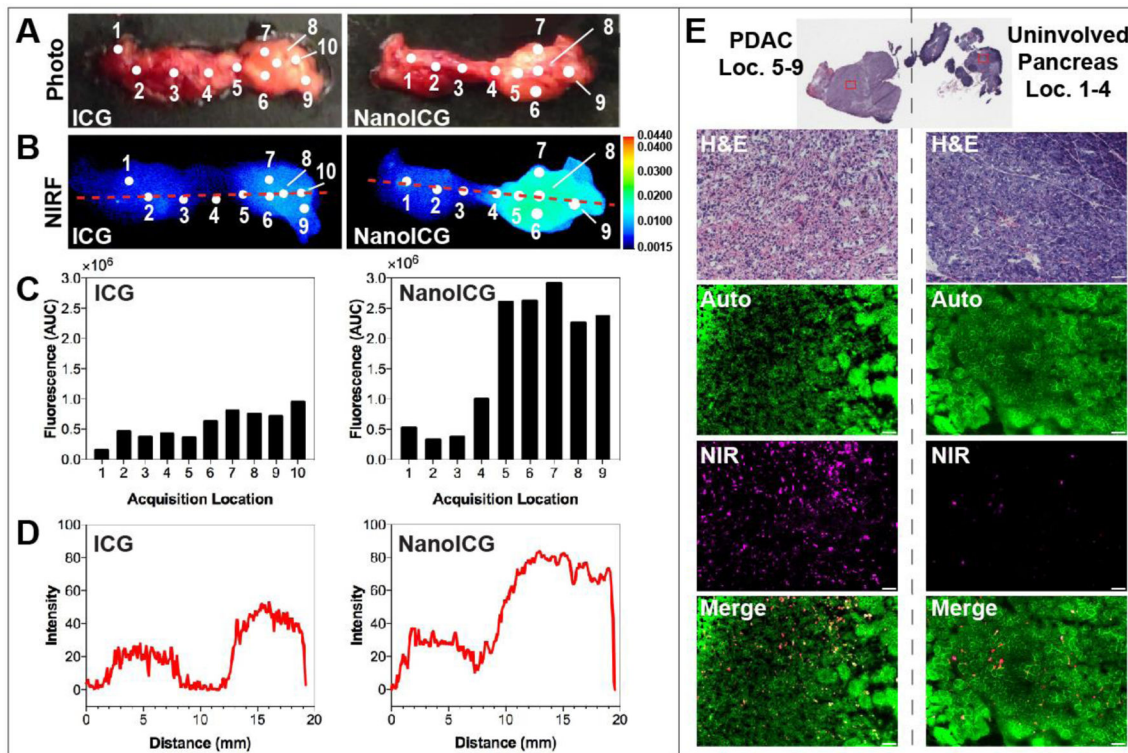 A
Photo
1
2
3
4
5
6
7
8
9
10
ICG
1
2
3
4
5
6
7
8
9
NanoICG
B
NIRF
1
2
3
4
5
6
7
8
9
10
ICG
1
2
3
4
5
6
7
8
9
NanoICG
0.0440
0.0400
0.0300
0.0200
0.0100
0.0015
C
×10⁶
ICG
Fluorescence (AUC)
3.0
2.5
2.0
1.5
1.0
0.5
0.0
1 2 3 4 5 6 7 8 9 10
Acquisition Location
×10⁶
NanoICG
Fluorescence (AUC)
3.0
2.5
2.0
1.5
1.0
0.5
0.0
1 2 3 4 5 6 7 8 9
Acquisition Location
D
ICG
Intensity
100
80
60
40
20
0
0 5 10 15 20
Distance (mm)
NanoICG
Intensity
100
80
60
40
20
0
0 5 10 15 20
Distance (mm)
E
PDAC
Loc. 5-9
Uninvolved
Pancreas
Loc. 1-4
H&E
H&E
Auto
Auto
NIR
NIR
Merge
Merge